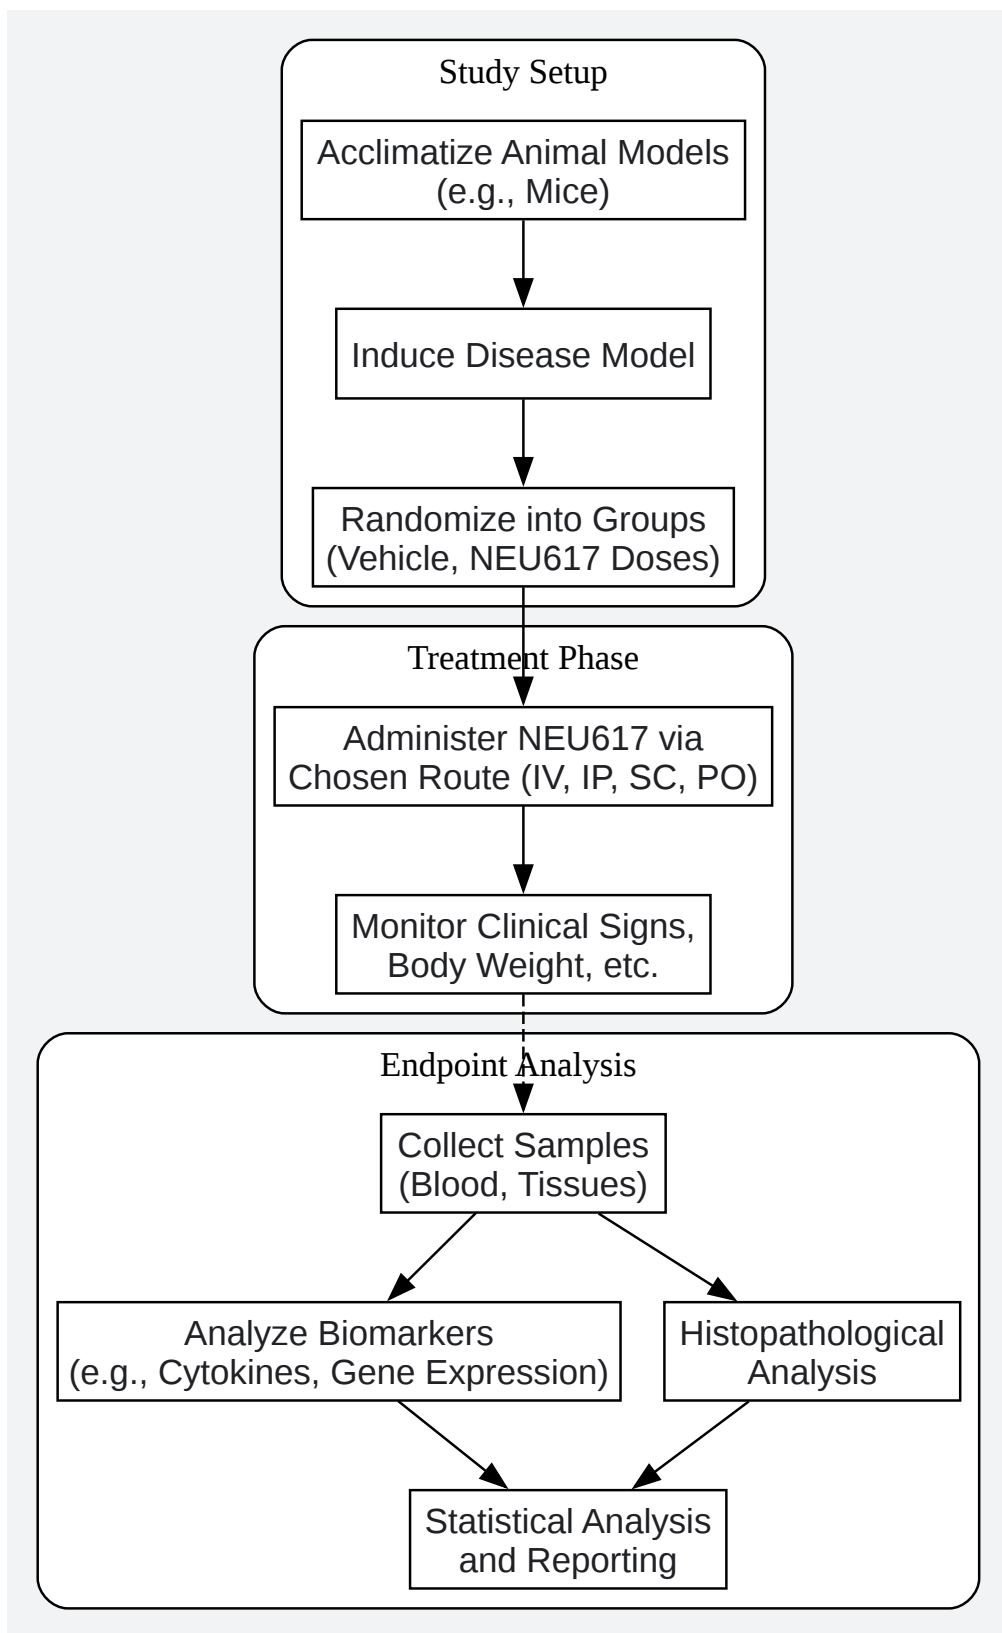 Study Setup
Acclimatize Animal Models
(e.g., Mice)
Induce Disease Model
Randomize into Groups
(Vehicle, NEU617 Doses)
Treatment Phase
Administer NEU617 via
Chosen Route (IV, IP, SC, PO)
Monitor Clinical Signs,
Body Weight, etc.
Endpoint Analysis
Collect Samples
(Blood, Tissues)
Analyze Biomarkers
(e.g., Cytokines, Gene Expression)
Histopathological
Analysis
Statistical Analysis
and Reporting